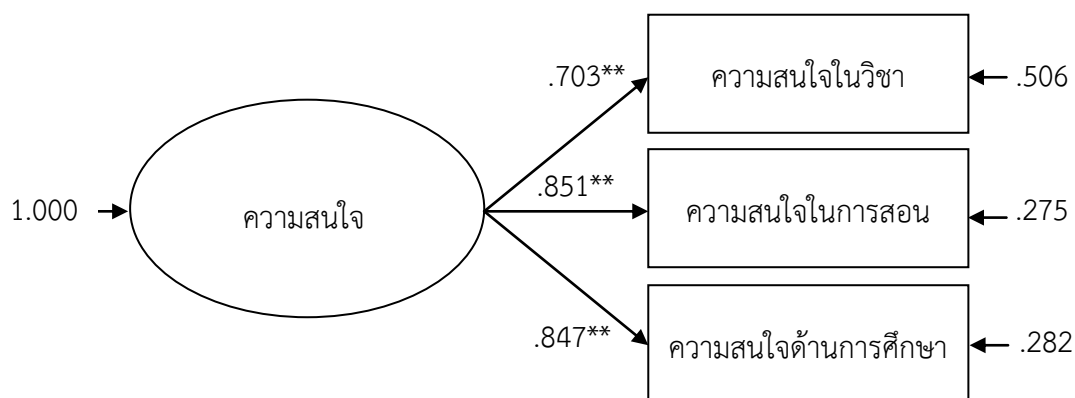 .703**
ความสนใจในวิชา
.506
1.000
ความสนใจ
.851**
ความสนใจในการสอน
.275
.847**
ความสนใจด้านการศึกษา
.282